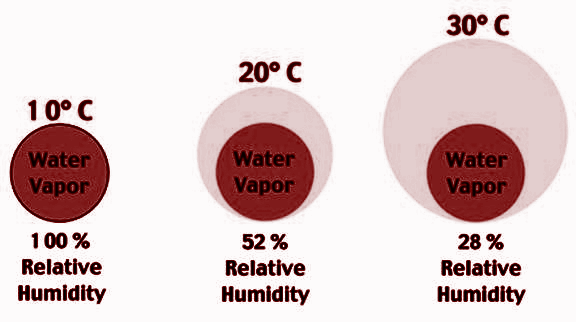 10° C
Water
Vapor
100 %
Relative
Humidity
20° C
Water
Vapor
52 %
Relative
Humidity
30° C
Water
Vapor
28 %
Relative
Humidity